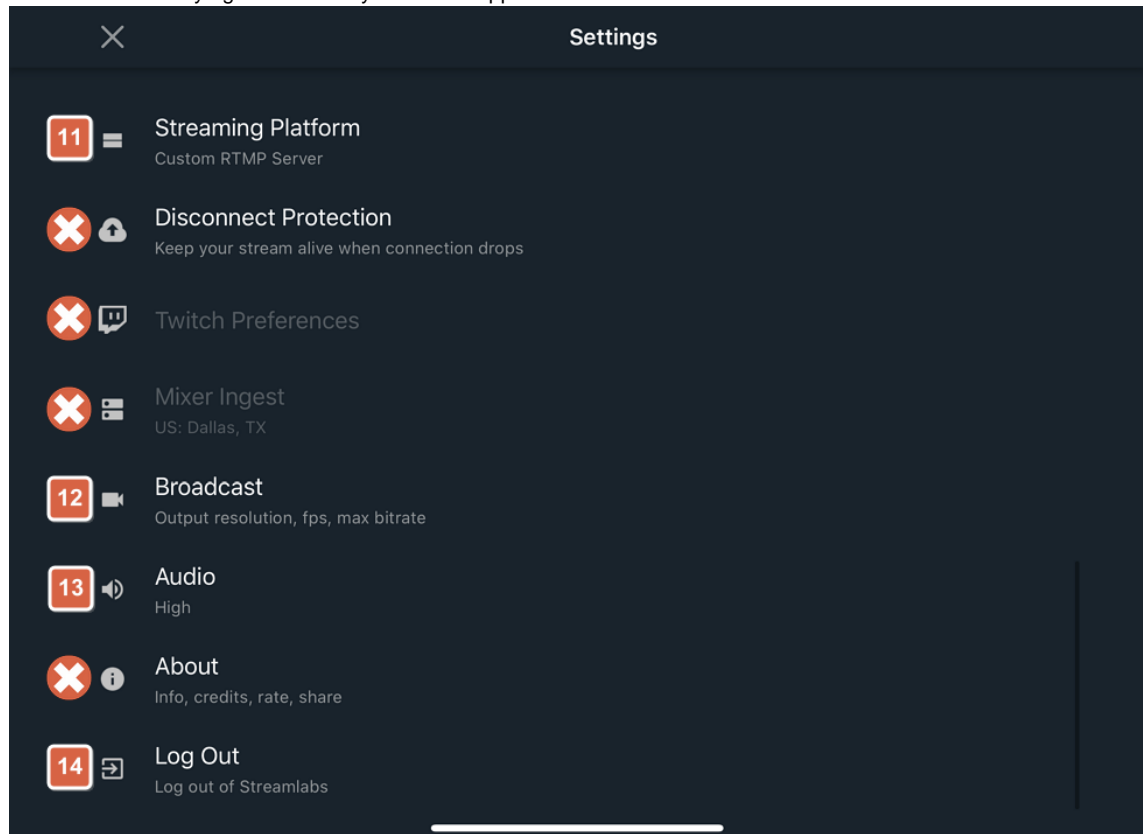 Settings
11
Streaming Platform
Custom RTMP Server
Disconnect Protection
Keep your stream alive when connection drops
Twitch Preferences
Mixer Ingest
US: Dallas, TX
12
Broadcast
Output resolution, fps, max bitrate
13
Audio
High
About
Info, credits, rate, share
14
Log Out
Log out of Streamlabs